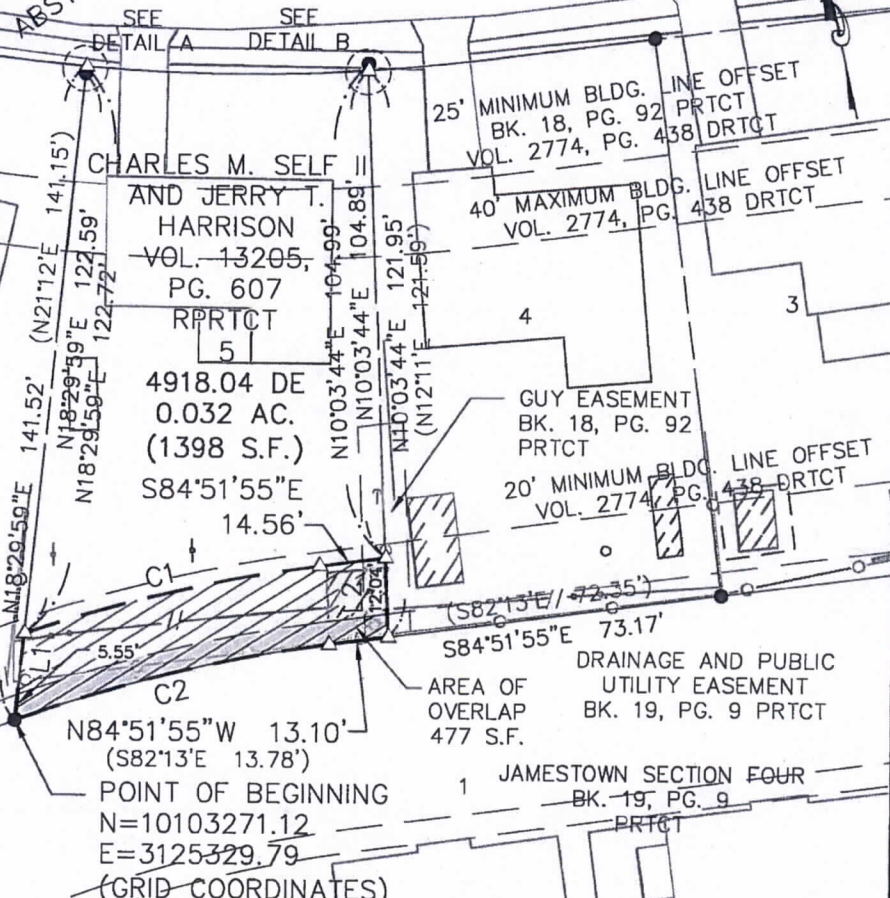 ABST
SEE
DETAIL A
SEE
DETAIL B
25' MINIMUM BLDG. LINE OFFSET
BK. 18, PG. 92 PRTCT
VOL. 2774, PG. 438 DRTCT
40' MAXIMUM BLDG. LINE OFFSET
VOL. 2774, PG. 438 DRTCT
CHARLES M. SELF II
AND JERRY T.
HARRISON
VOL. 13205,
PG. 607
RPRTCT
5
4918.04 DE
0.032 AC.
(1398 S.F.)
(N21°12'E 141.15')
N18°29'59"E 122.59'
N18°29'59"E 122.72'
N18°29'59"E 141.52'
N10°03'44"E 104.99'
N10°03'44"E 104.89'
N10°03'44"E 121.95'
(N12°11'E 121.59')
4
3
GUY EASEMENT
BK. 18, PG. 92
PRTCT
S84°51'55"E
14.56'
20' MINIMUM BLDG. LINE OFFSET
VOL. 2774, PG. 438 DRTCT
C1
L2
12.04'
L1
5.55'
C2
(S82°13'E 72.35')
S84°51'55"E 73.17'
AREA OF
OVERLAP
477 S.F.
DRAINAGE AND PUBLIC
UTILITY EASEMENT
BK. 19, PG. 9 PRTCT
N84°51'55"W 13.10'
(S82°13'E 13.78')
POINT OF BEGINNING
N=10103271.12
E=3125329.79
(GRID COORDINATES)
1
JAMESTOWN SECTION FOUR
BK. 19, PG. 9
PRTCT